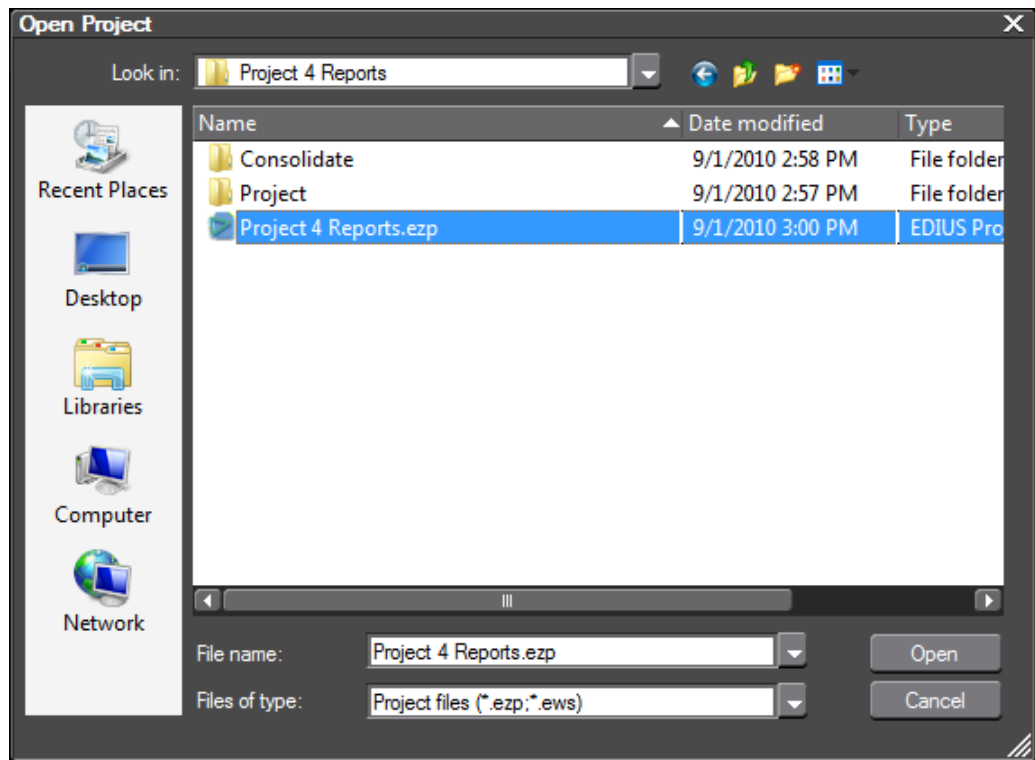 Open Project
Look in: Project 4 Reports
Name Date modified Type
Consolidate 9/1/2010 2:58 PM File folder
Project 9/1/2010 2:57 PM File folder
Project 4 Reports.ezp 9/1/2010 3:00 PM EDIUS Pro
Recent Places
Desktop
Libraries
Computer
Network
File name: Project 4 Reports.ezp Open
Files of type: Project files (*.ezp;*.ews) Cancel